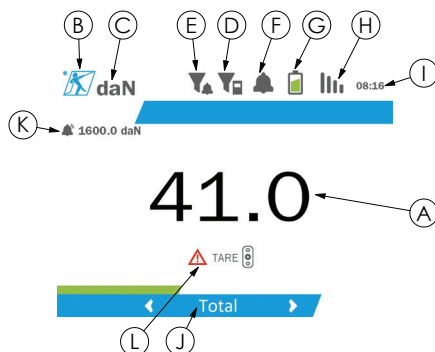 B C E D F G H I
daN 08:16
K 1600.0 daN
41.0 A
TARE
Total
L J